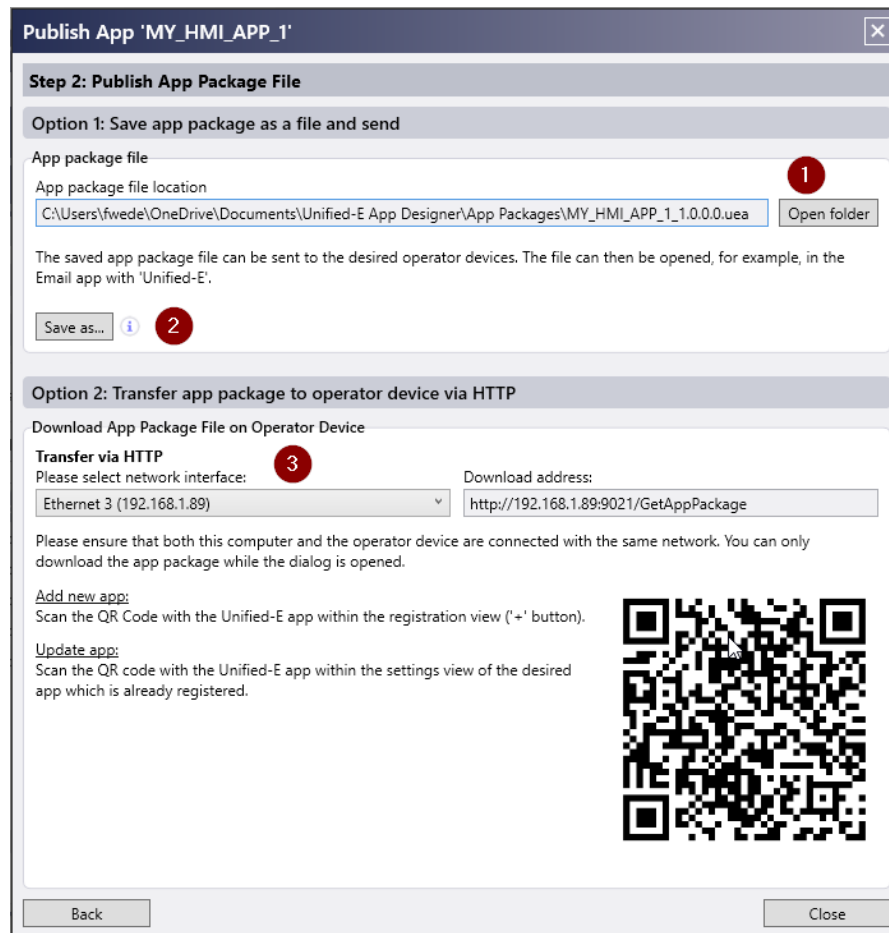 Publish App 'MY_HMI_APP_1'
Step 2: Publish App Package File
Option 1: Save app package as a file and send
App package file
App package file location
1
C:\Users\fwede\OneDrive\Documents\Unified-E App Designer\App Packages\MY_HMI_APP_1_1.0.0.0.uea
Open folder
The saved app package file can be sent to the desired operator devices. The file can then be opened, for example, in the
Email app with 'Unified-E'.
Save as...
i
2
Option 2: Transfer app package to operator device via HTTP
Download App Package File on Operator Device
Transfer via HTTP
3
Please select network interface:
Download address:
Ethernet 3 (192.168.1.89)
http://192.168.1.89:9021/GetAppPackage
Please ensure that both this computer and the operator device are connected with the same network. You can only
download the app package while the dialog is opened.
Add new app:
Scan the QR Code with the Unified-E app within the registration view ('+' button).
Update app:
Scan the QR code with the Unified-E app within the settings view of the desired
app which is already registered.
Back
Close